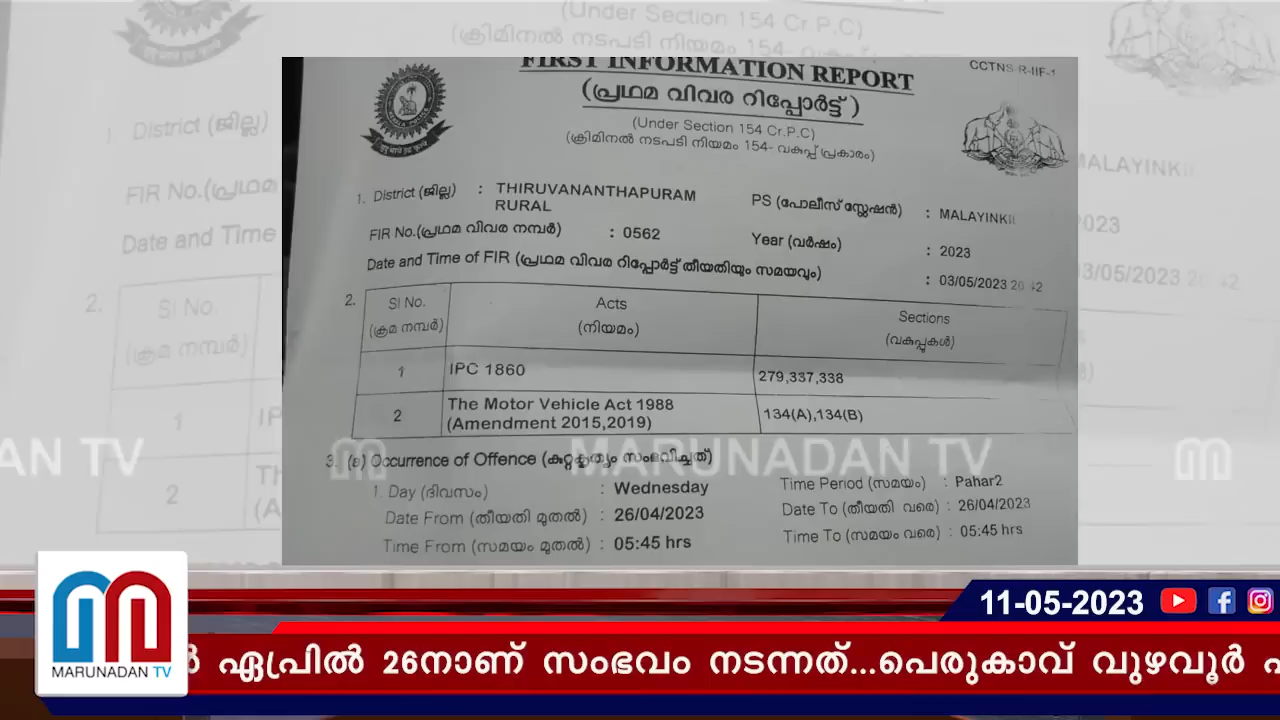 FIRST INFORMATION REPORT
CCTNS-R-IIF-1
(പ്രഥമ വിവര റിപ്പോർട്ട് )
(Under Section 154 Cr.P.C)
(ക്രിമിനൽ നടപടി നിയമം 154- വകുപ്പ് പ്രകാരം)
1. District (ജില്ല) : THIRUVANANTHAPURAM RURAL
PS (പോലീസ് സ്റ്റേഷൻ) : MALAYINKI
FIR No.(പ്രഥമ വിവര നമ്പർ) : 0562
Year (വർഷം) : 2023
Date and Time of FIR (പ്രഥമ വിവര റിപ്പോർട്ട് തീയതിയും സമയവും) : 03/05/2023
2. Sl No. (ക്രമ നമ്പർ) Acts (നിയമം) Sections (വകുപ്പുകൾ)
1 IPC 1860 279,337,338
2 The Motor Vehicle Act 1988 (Amendment 2015,2019) 134(A),134(B)
3. (a) Occurrence of Offence (കുറ്റകൃത്യം സംഭവിച്ചത്)
1. Day (ദിവസം) : Wednesday
Time Period (സമയം) : Pahar2
Date From (തീയതി മുതൽ) : 26/04/2023
Date To (തീയതി വരെ) : 26/04/2023
Time From (സമയം മുതൽ) : 05:45 hrs
Time To (സമയം വരെ) : 05:45 hrs
MARUNADAN TV
11-05-2023
MARUNADAN TV
ഏപ്രിൽ 26നാണ് സംഭവം നടന്നത്...പെരുകാവ് വുഴവൂർ